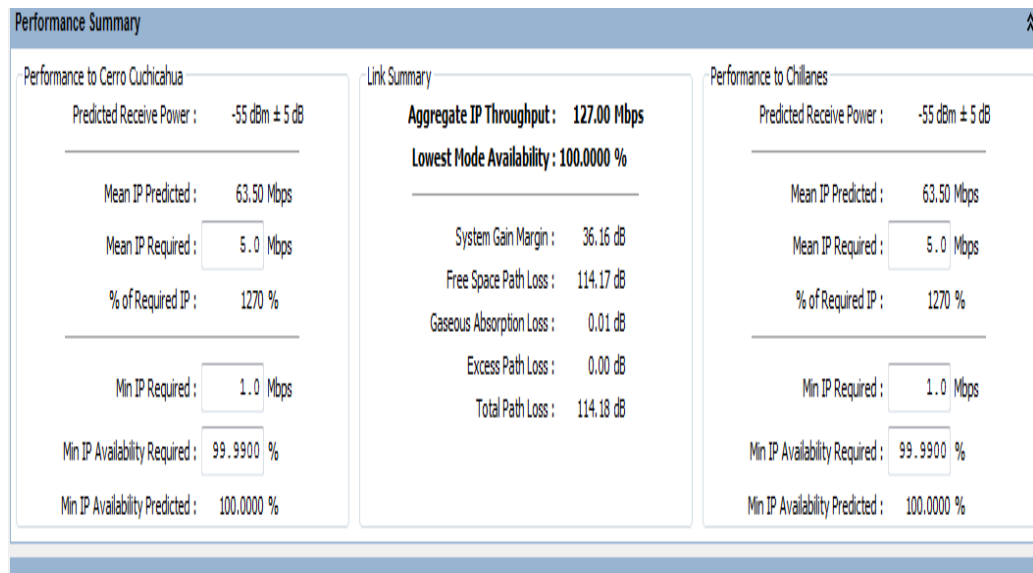 Performance Summary
Performance to Cerro Cuchicahua
Predicted Receive Power : -55 dBm ± 5 dB
Mean IP Predicted : 63.50 Mbps
Mean IP Required : 5.0 Mbps
% of Required IP : 1270 %
Min IP Required : 1.0 Mbps
Min IP Availability Required : 99.9900 %
Min IP Availability Predicted : 100.0000 %
Link Summary
Aggregate IP Throughput : 127.00 Mbps
Lowest Mode Availability : 100.0000 %
System Gain Margin : 36.16 dB
Free Space Path Loss : 114.17 dB
Gaseous Absorption Loss : 0.01 dB
Excess Path Loss : 0.00 dB
Total Path Loss : 114.18 dB
Performance to Chillanes
Predicted Receive Power : -55 dBm ± 5 dB
Mean IP Predicted : 63.50 Mbps
Mean IP Required : 5.0 Mbps
% of Required IP : 1270 %
Min IP Required : 1.0 Mbps
Min IP Availability Required : 99.9900 %
Min IP Availability Predicted : 100.0000 %